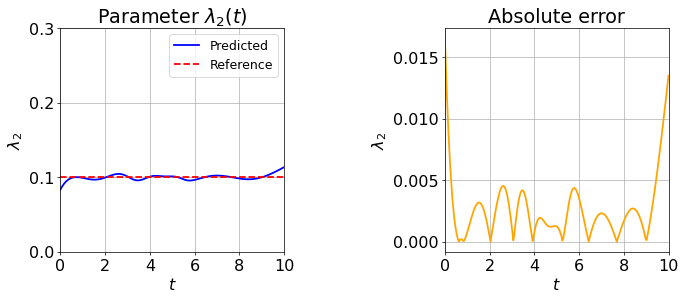 Parameter λ₂(t)
λ₂
0.3
0.2
0.1
0.0
Predicted
Reference
0 2 4 6 8 10
t
Absolute error
λ₂
0.015
0.010
0.005
0.000
0 2 4 6 8 10
t